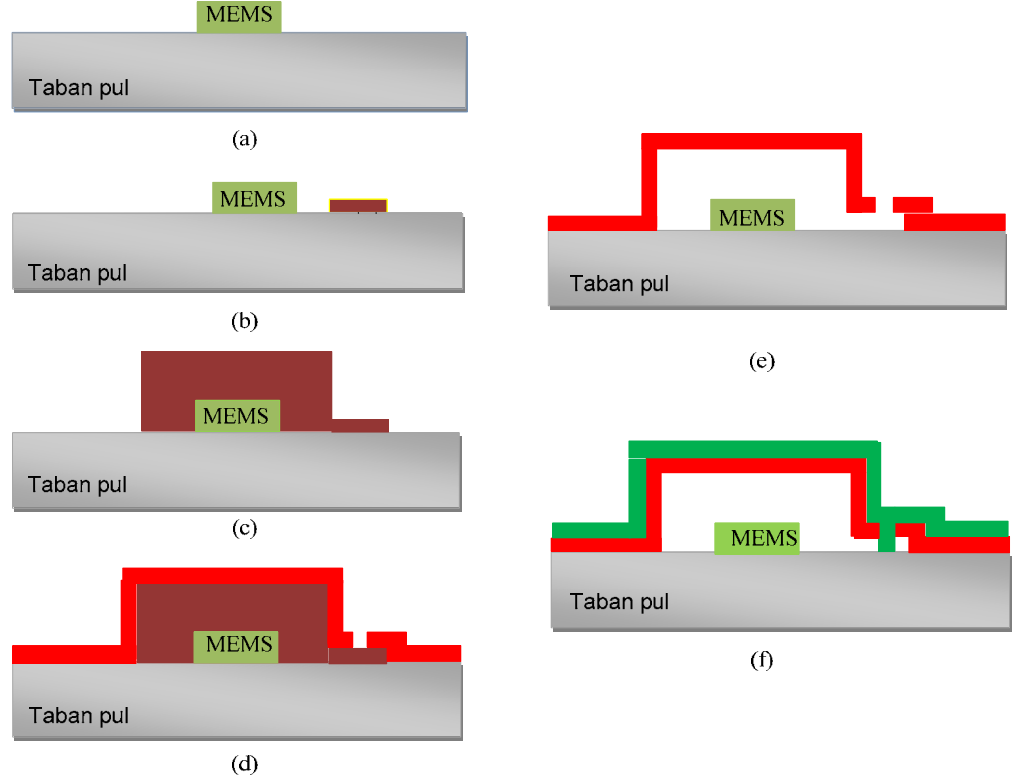 MEMS
Taban pul
(a)
MEMS
Taban pul
(b)
MEMS
Taban pul
(c)
MEMS
Taban pul
(d)
MEMS
Taban pul
(e)
MEMS
Taban pul
(f)